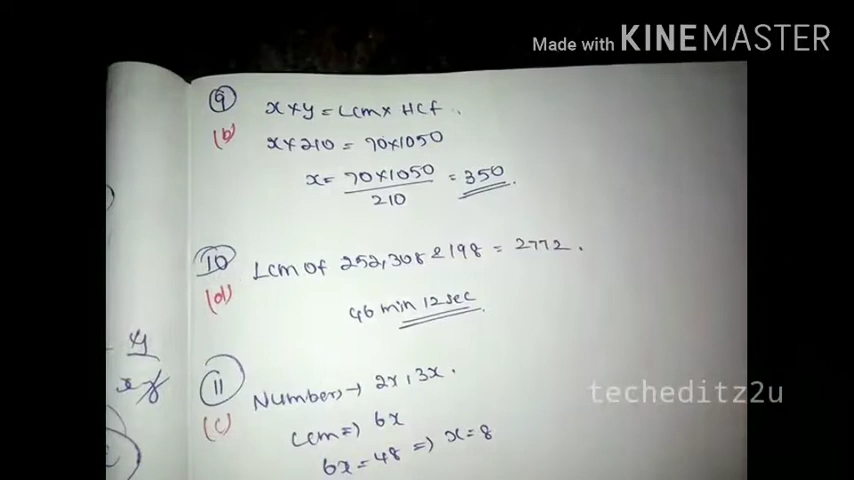 Made with KINEMASTER
9
x×y = Lcm× HCf
(b)
x×210 = 70×1050
x= 70×1050 / 210 = 350
10
Lcm of 252,308 & 198 = 2772.
(d)
46 min 12 sec
11
Numbers → 2x, 3x.
(c)
Lcm ⇒ 6x
6x = 48 ⇒ x = 8
techeditz2u